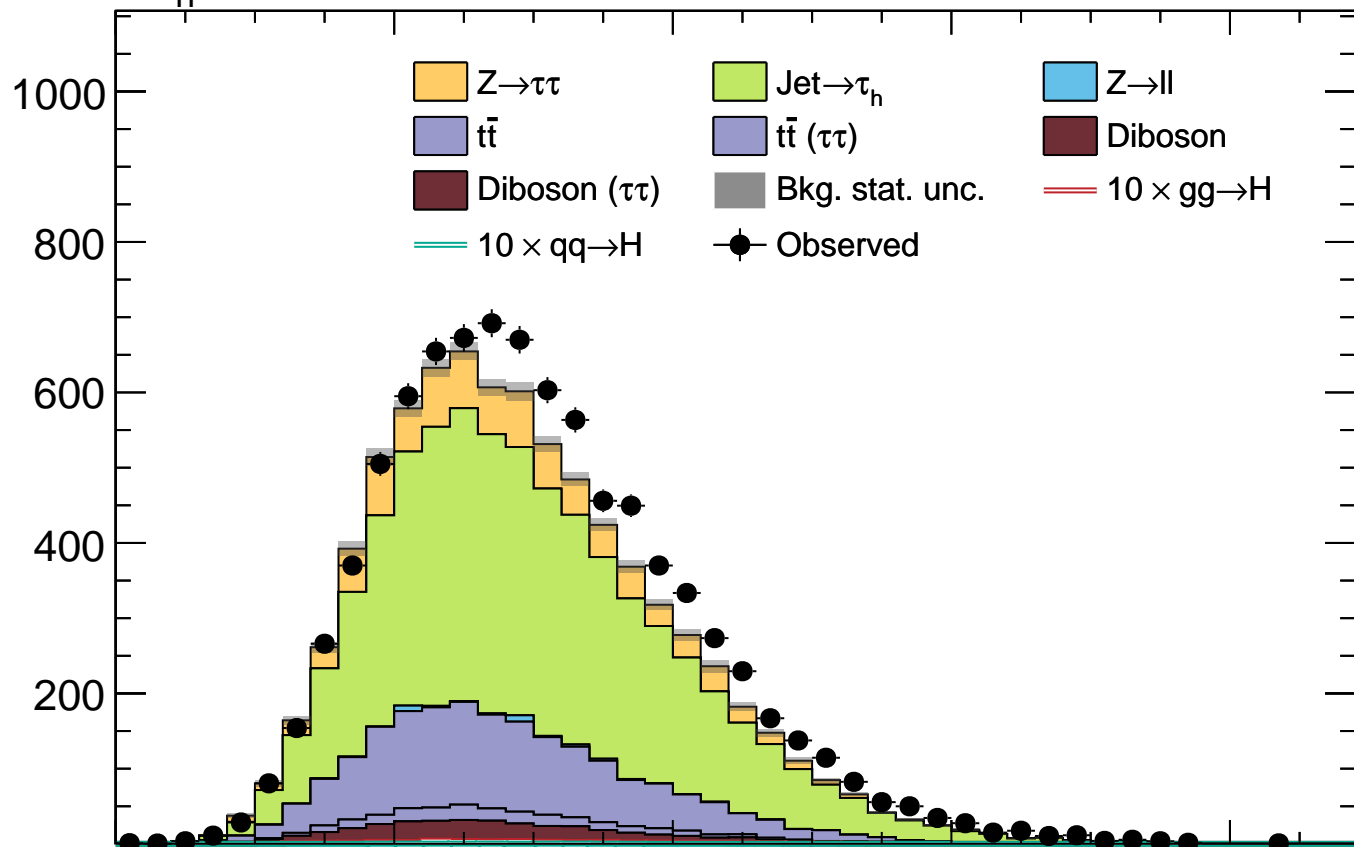 1000
800
600
400
200
Z→ττ Jet→τ_h Z→ll
tt̄ tt̄ (ττ) Diboson
Diboson (ττ) Bkg. stat. unc. 10 × gg→H
10 × qq→H Observed